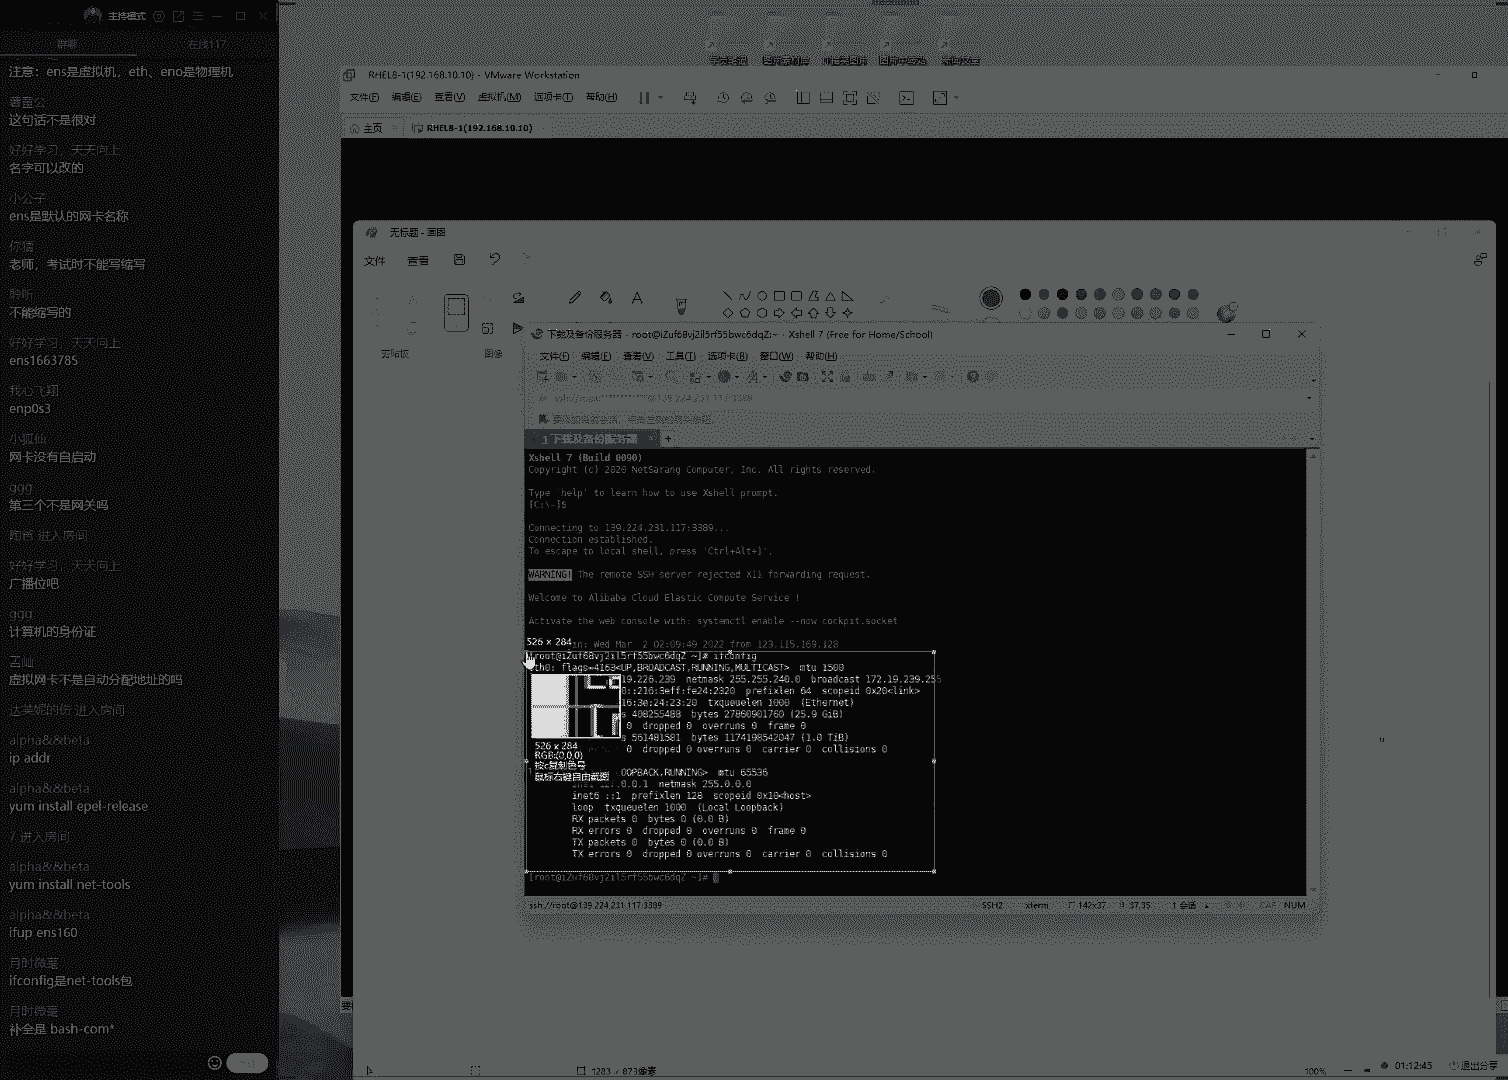 主持模式
群聊
在线117
注意：ens是虚拟机，eth、eno是物理机
薯童公
这句话不是很对
好好学习，天天向上
名字可以改的
小公子
ens是默认的网卡名称
你猜
老师，考试时不能写缩写
聆听
不能缩写的
好好学习，天天向上
ens1663785
我心飞翔
enp0s3
小狐仙
网卡没有自启动
ggg
第三个不是网关吗
进入房间
好好学习，天天向上
广播位吧
ggg
计算机的身份证
虚拟网卡不是自动分配地址的吗
进入房间
alpha&&beta
ip addr
alpha&&beta
yum install epel-release
7 进入房间
alpha&&beta
yum install net-tools
alpha&&beta
ifup ens160
月时微蔓
ifconfig是net-tools包
月时微蔓
补全是 bash-com*
RHEL8-1(192.168.10.10) - VMware Workstation
文件(F) 编辑(E) 查看(V) 虚拟机(M) 选项卡(T) 帮助(H)
主页
RHEL8-1(192.168.10.10)
无标题 - 画图
文件 查看
剪贴板
图像
下载及备份服务器 - root@iZuf68vj2il5rf55bwc6dqZ:~ - Xshell 7 (Free for Home/School)
文件(F) 编辑(E) 查看(V) 工具(T) 选项卡(B) 窗口(W) 帮助(H)
1 下载及备份服务器
Xshell 7 (Build 0090)
Copyright (c) 2020 NetSarang Computer, Inc. All rights reserved.
Type `help' to learn how to use Xshell prompt.
[C:\~]$
Connecting to 139.224.231.117:3389...
Connection established.
To escape to local shell, press 'Ctrl+Alt+]'.
WARNING! The remote SSH server rejected X11 forwarding request.
Welcome to Alibaba Cloud Elastic Compute Service !
Activate the web console with: systemctl enable --now cockpit.socket
526 × 284
in: Wed Mar  2 02:09:49 2022 from 123.115.160.128
[root@iZuf68vj2il5rf55bwc6dqZ ~]# ifconfig
eth0: flags=4163<UP,BROADCAST,RUNNING,MULTICAST>  mtu 1500
19.226.239  netmask 255.255.240.0  broadcast 172.19.239.255
0::216:3eff:fe24:2320  prefixlen 64  scopeid 0x20<link>
16:3e:24:23:20  txqueuelen 1000  (Ethernet)
s 408255488  bytes 27860901760 (25.9 GiB)
0  dropped 0  overruns 0  frame 0
s 561481581  bytes 1174198542047 (1.0 TiB)
0  dropped 0 overruns 0  carrier 0  collisions 0
526 × 284
RGB:(0,0,0)
按c复制色号
鼠标右键自由截图
OOPBACK,RUNNING>  mtu 65536
inet 127.0.0.1  netmask 255.0.0.0
inet6 ::1  prefixlen 128  scopeid 0x10<host>
loop  txqueuelen 1000  (Local Loopback)
RX packets 0  bytes 0 (0.0 B)
RX errors 0  dropped 0  overruns 0  frame 0
TX packets 0  bytes 0 (0.0 B)
TX errors 0  dropped 0 overruns 0  carrier 0  collisions 0
[root@iZuf68vj2il5rf55bwc6dqZ ~]#
ssh://root@139.224.231.117:3389
SSH2 xterm 142x37 37,35 1 会话 CAP NUM
1283 × 873像素
100%
01:12:45
退出分享